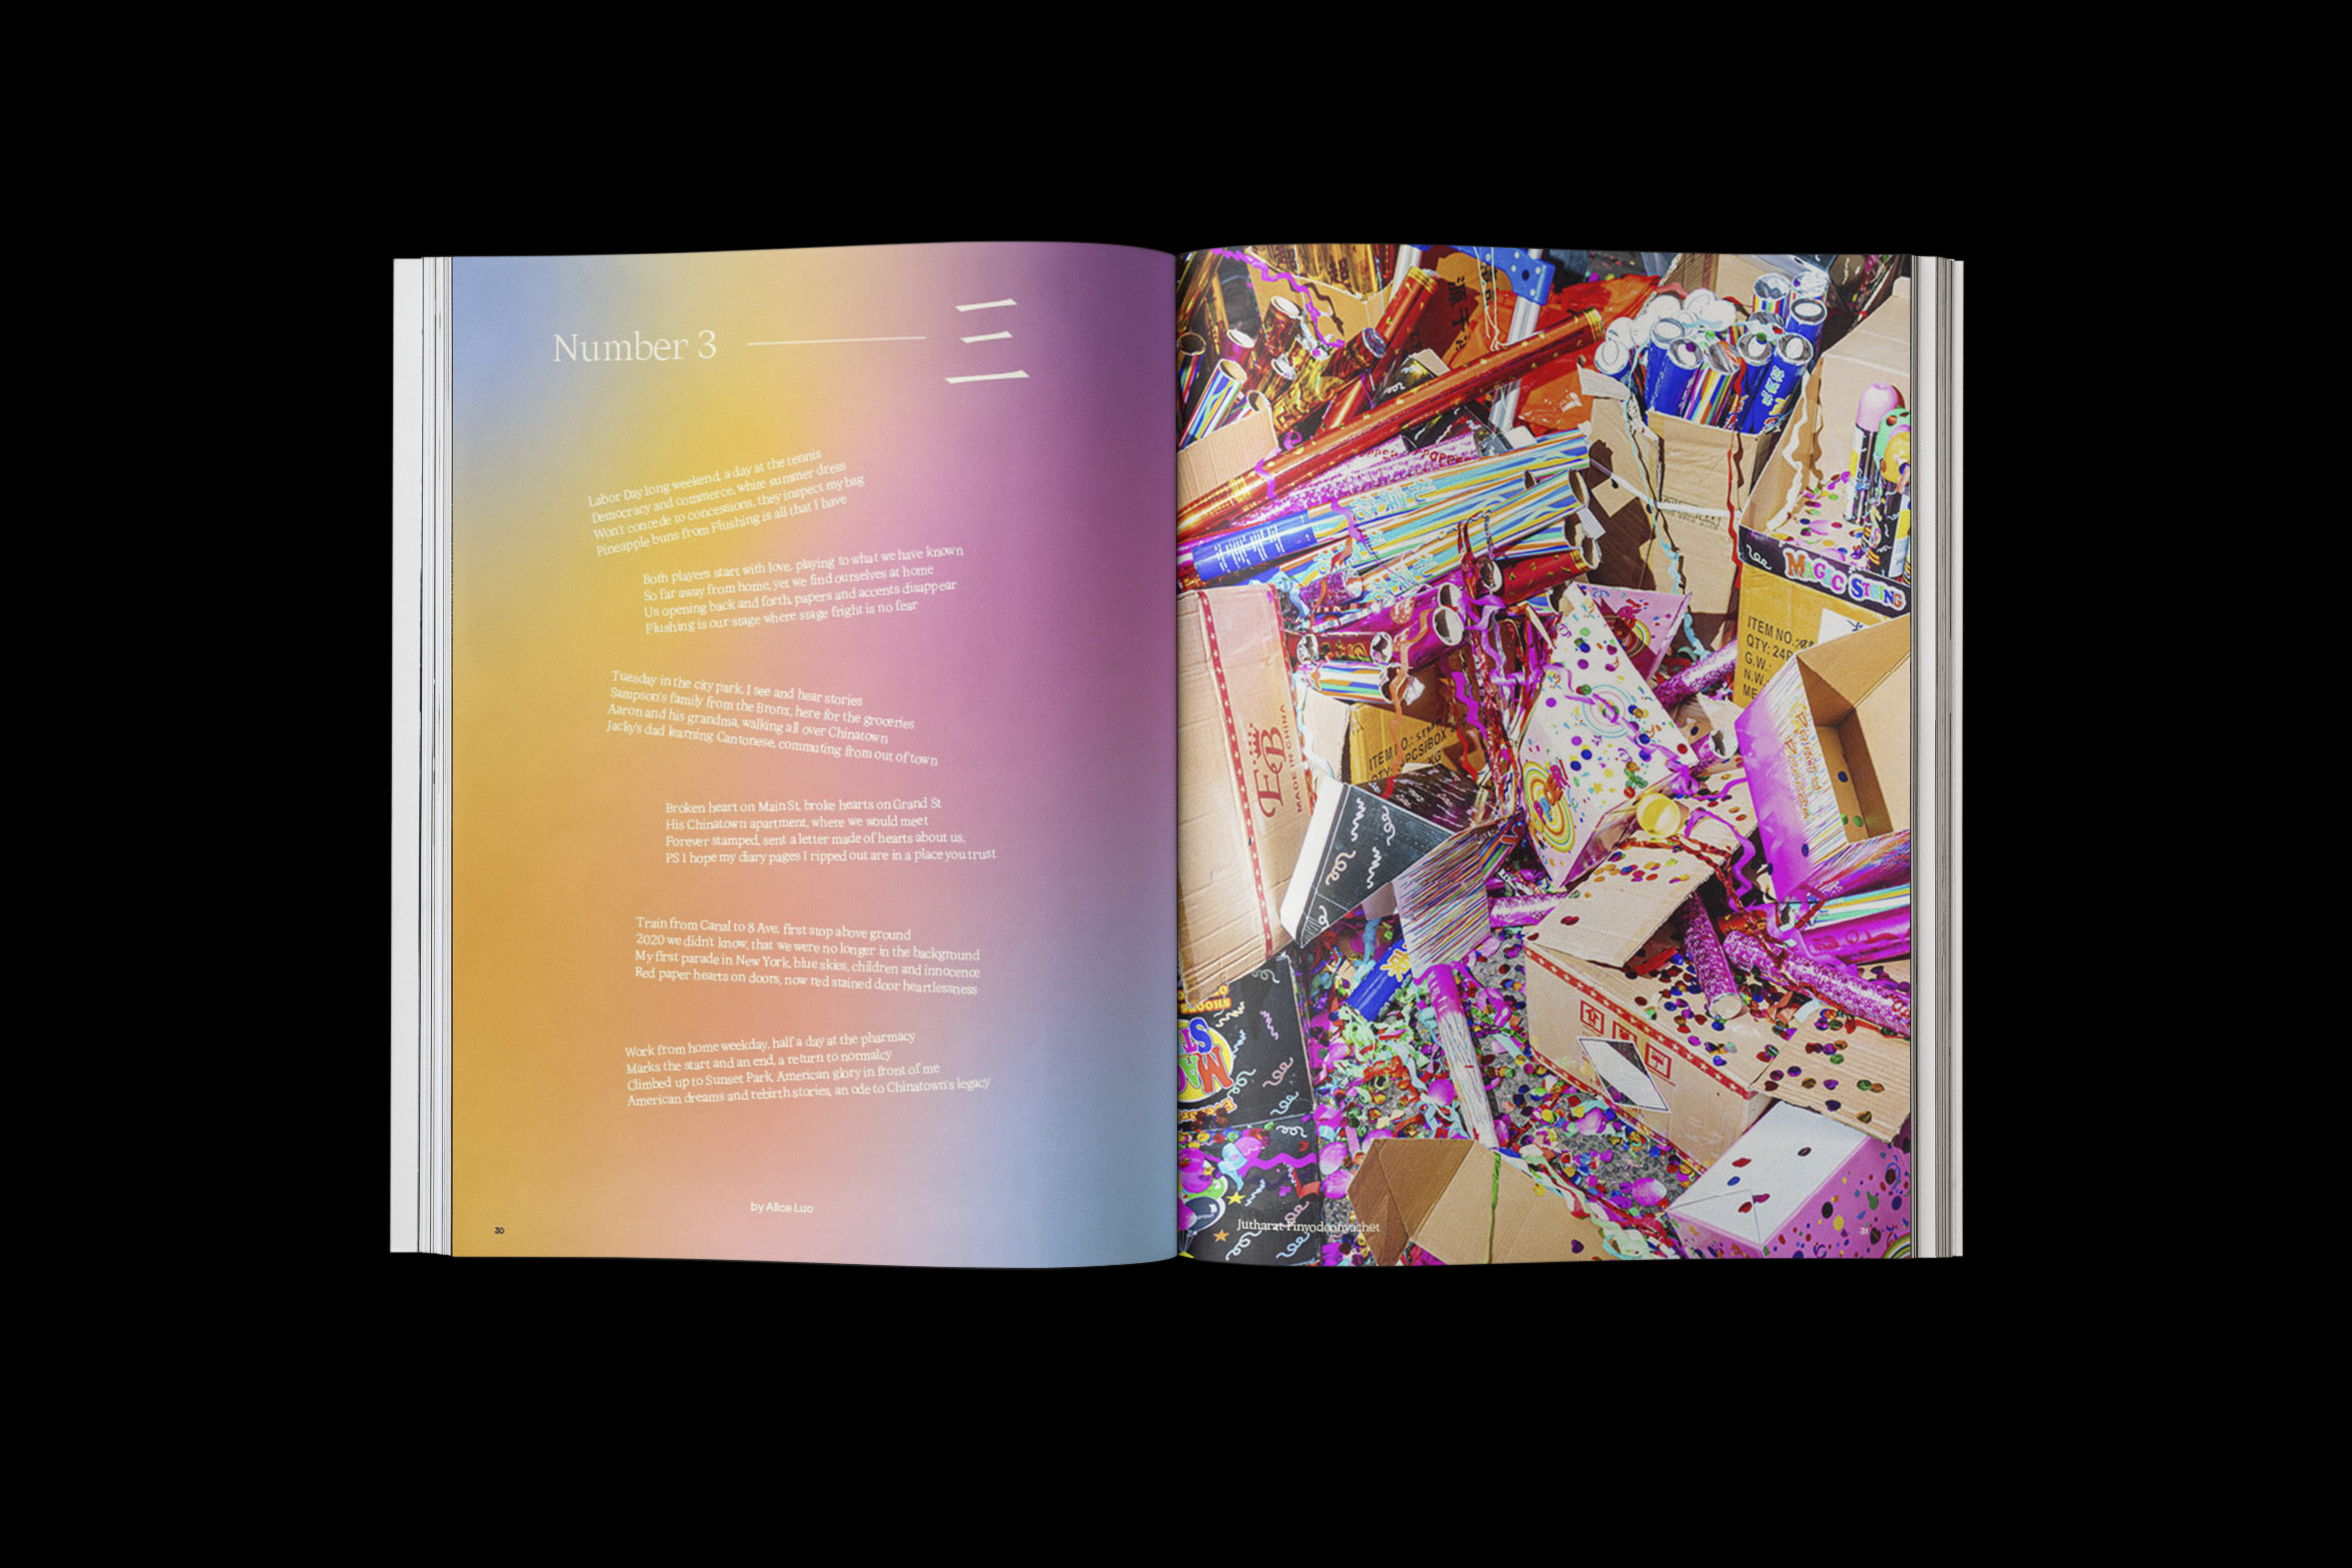 Number 3
三
Labor Day long weekend, a day at the tennis
Democracy and commerce, white summer dress
Won't concede to concessions, they inspect my bag
Pineapple buns from Flushing is all that I have
Both players start with love, playing to what we have known
So far away from home, yet we find ourselves at home
Us opening back and forth, papers and accents disappear
Flushing is our stage where stage fright is no fear
Tuesday in the city park, I see and hear stories
Sampson's family from the Bronx, here for the groceries
Aaron and his grandma, walking all over Chinatown
Jacky's dad learning Cantonese, commuting from out of town
Broken heart on Main St, broke hearts on Grand St
His Chinatown apartment, where we would meet
Forever stamped, sent a letter made of hearts about us,
PS I hope my diary pages I ripped out are in a place you trust
Train from Canal to 8 Ave, first stop above ground
2020 we didn't know, that we were no longer in the background
My first parade in New York, blue skies, children and innocence
Red paper hearts on doors, now red stained door heartlessness
Work from home weekday, half a day at the pharmacy
Marks the start and an end, a return to normalcy
Climbed up to Sunset Park, American glory in front of me
American dreams and rebirth stories, an ode to Chinatown's legacy
by Alice Luo
30
MAGIC STRING
ITEM NO.:
QTY: 24P
G.W.:
N.W.:
ME
EB
MADE IN CHINA
ITEM NO.:
PCS/BOX
KG
Jutharat Pinyodoonyachet
31